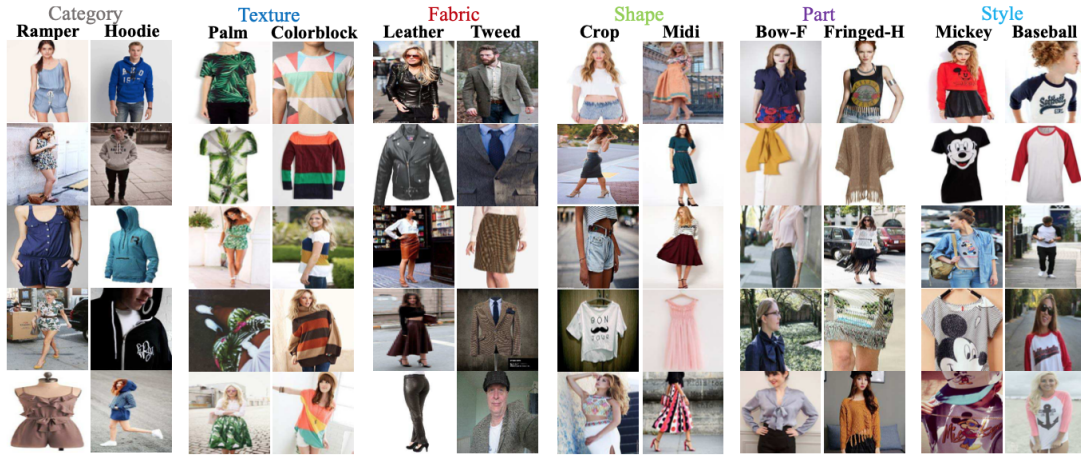 Category Texture Fabric Shape Part Style
Ramper Hoodie Palm Colorblock Leather Tweed Crop Midi Bow-F Fringed-H Mickey Baseball
BON
JOUR